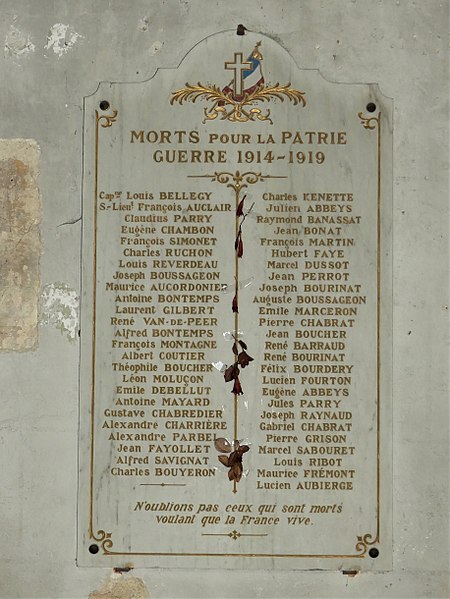 MORTS POUR LA PATRIE
GUERRE 1914-1919
Capne Louis BELLEGY
S.-Lieut François AUCLAIR
Claudius PARRY
Eugène CHAMBON
François SIMONET
Charles RUCHON
Louis REVERDEAU
Joseph BOUSSAGEON
Maurice AUCORDONIER
Antoine BONTEMPS
Laurent GILBERT
René VAN-DE-PEER
Alfred BONTEMPS
François MONTAGNE
Albert COUTIER
Théophile BOUCHER
Léon MOLUÇON
Emile DEBELLUT
Antoine MAYARD
Gustave CHABREDIER
Alexandre CHARRIÈRE
Alexandre PARBEL
Jean FAYOLLET
Alfred SAVIGNAT
Charles BOUYERON
Charles KENETTE
Julien ABBEYS
Raymond BANASSAT
Jean BONAT
François MARTIN
Hubert FAYE
Marcel DUSSOT
Jean PERROT
Joseph BOURINAT
Auguste BOUSSAGEON
Emile MARCERON
Pierre CHABRAT
Jean BOUCHER
René BARRAUD
René BOURINAT
Félix BOURDERY
Lucien FOURTON
Eugène ABBEYS
Jules PARRY
Joseph RAYNAUD
Gabriel CHABRAT
Pierre GRISON
Marcel SABOURET
Louis RIBOT
Maurice FRÉMONT
Lucien AUBIERGE
N'oublions pas ceux qui sont morts
voulant que la France vive.